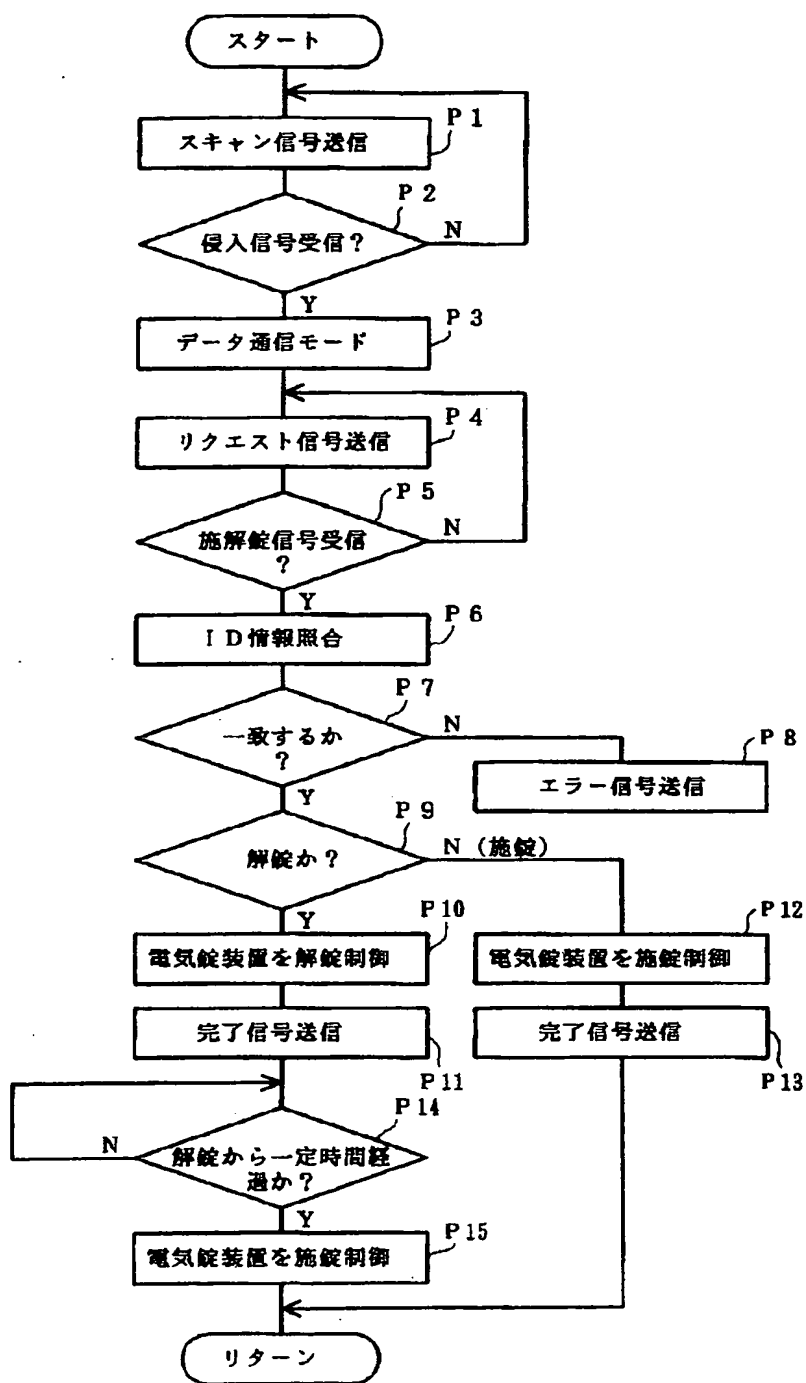 スタート
P1
スキャン信号送信
P2
侵入信号受信?
N
Y
P3
データ通信モード
P4
リクエスト信号送信
P5
施解錠信号受信
?
N
Y
P6
ID情報照合
P7
一致するか
?
N
Y
P8
エラー信号送信
P9
解錠か?
N(施錠)
Y
P10
電気錠装置を解錠制御
P12
電気錠装置を施錠制御
完了信号送信
P11
完了信号送信
P13
P14
解錠から一定時間経
過か?
N
Y
P15
電気錠装置を施錠制御
リターン